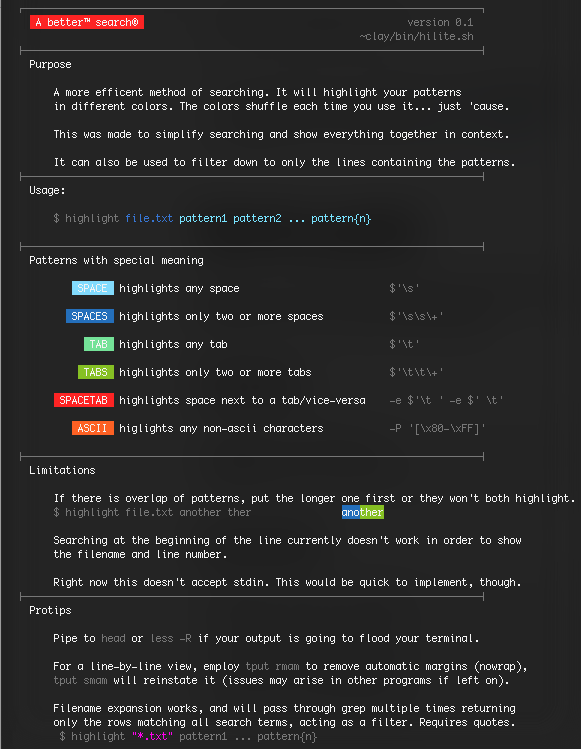 A better™ search® version 0.1
~clay/bin/hilite.sh
Purpose
A more efficent method of searching. It will highlight your patterns
in different colors. The colors shuffle each time you use it... just 'cause.
This was made to simplify searching and show everything together in context.
It can also be used to filter down to only the lines containing the patterns.
Usage:
$ highlight file.txt pattern1 pattern2 ... pattern{n}
Patterns with special meaning
SPACE highlights any space $'\s'
SPACES highlights only two or more spaces $'\s\s\+'
TAB highlights any tab $'\t'
TABS highlights only two or more tabs $'\t\t\+'
SPACETAB highlights space next to a tab/vice-versa -e $'\t ' -e $' \t'
ASCII higlights any non-ascii characters -P '[\x80-\xFF]'
Limitations
If there is overlap of patterns, put the longer one first or they won't both highlight.
$ highlight file.txt another ther another
Searching at the beginning of the line currently doesn't work in order to show
the filename and line number.
Right now this doesn't accept stdin. This would be quick to implement, though.
Protips
Pipe to head or less -R if your output is going to flood your terminal.
For a line-by-line view, employ tput rmam to remove automatic margins (nowrap),
tput smam will reinstate it (issues may arise in other programs if left on).
Filename expansion works, and will pass through grep multiple times returning
only the rows matching all search terms, acting as a filter. Requires quotes.
$ highlight "*.txt" pattern1 ... pattern{n}